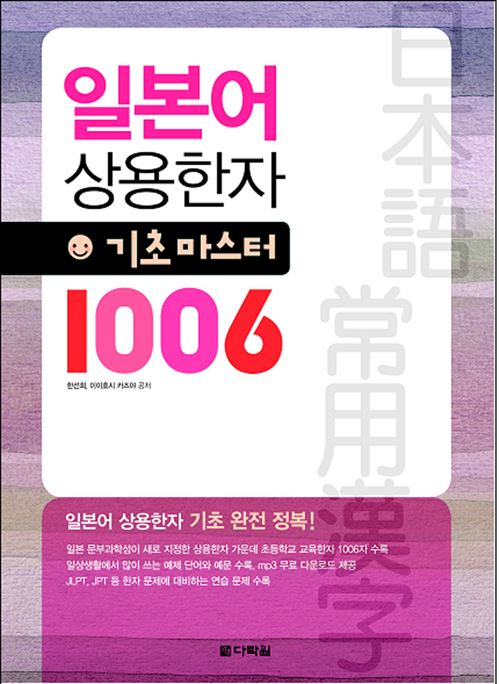 일본어
상용한자
기초 마스터
1006
한선희, 이이호시 카즈야 공저
日本語
常用漢字
일본어 상용한자 기초 완전 정복!
일본 문부과학성이 새로 지정한 상용한자 가운데 초등학교 교육한자 1006자 수록
일상생활에서 많이 쓰는 예제 단어와 예문 수록, mp3 무료 다운로드 제공
JLPT, JPT 등 한자 문제에 대비하는 연습 문제 수록
다락원